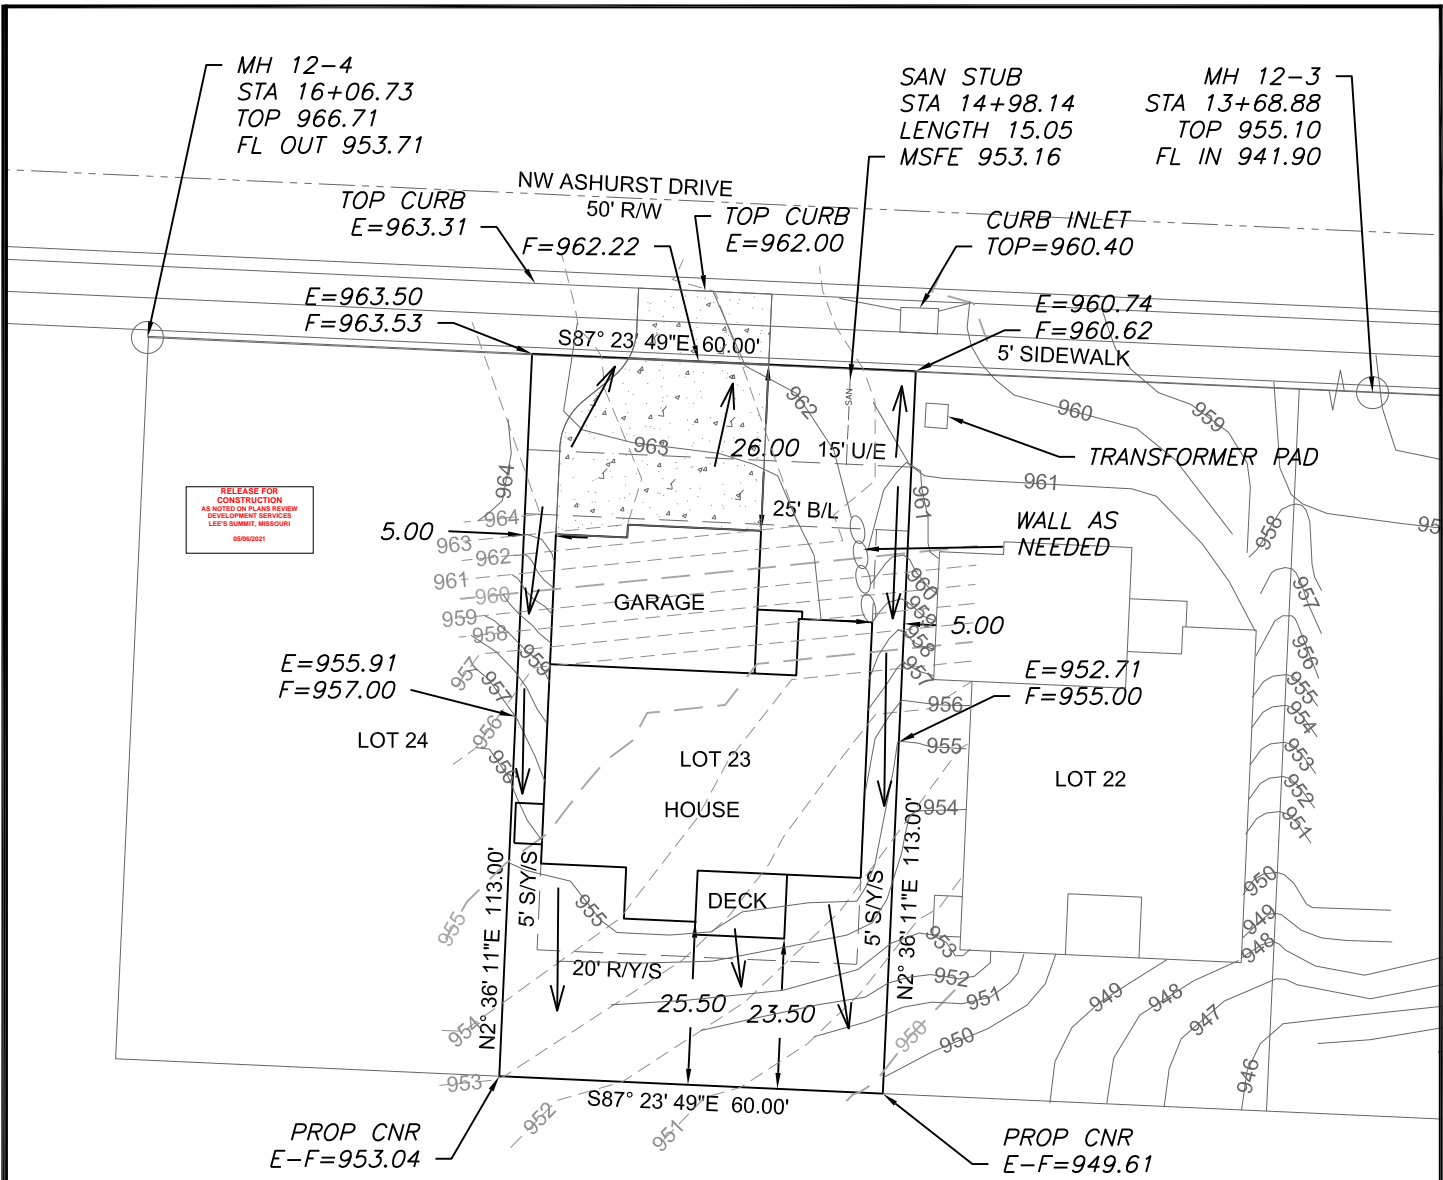 MH 12-4
STA 16+06.73
TOP 966.71
FL OUT 953.71
SAN STUB
STA 14+98.14
LENGTH 15.05
MSFE 953.16
MH 12-3
STA 13+68.88
TOP 955.10
FL IN 941.90
NW ASHURST DRIVE
50' R/W
TOP CURB
E=963.31
F=962.22
TOP CURB
E=962.00
CURB INLET
TOP=960.40
E=963.50
F=963.53
E=960.74
F=960.62
S87° 23' 49"E 60.00'
5' SIDEWALK
SAN
962
960
959
963
26.00
15' U/E
TRANSFORMER PAD
964
961
961
RELEASE FOR
CONSTRUCTION
AS NOTED ON PLANS REVIEW
DEVELOPMENT SERVICES
LEE'S SUMMIT, MISSOURI
05/06/2021
25' B/L
964
5.00
WALL AS
NEEDED
958
95
963
962
961
960
959
958
GARAGE
960
959
958
957
957
5.00
959
957
957
956
E=955.91
F=957.00
E=952.71
F=955.00
956
955
954
953
952
951
956
955
954
956
956
LOT 24
LOT 23
HOUSE
LOT 22
N2° 36' 11"E 113.00'
5' S/Y/S
5' S/Y/S
N2° 36' 11"E 113.00'
DECK
955
955
950
949
948
953
952
951
950
950
949
948
947
946
20' R/Y/S
25.50
23.50
954
953
952
951
S87° 23' 49"E 60.00'
PROP CNR
E-F=953.04
PROP CNR
E-F=949.61